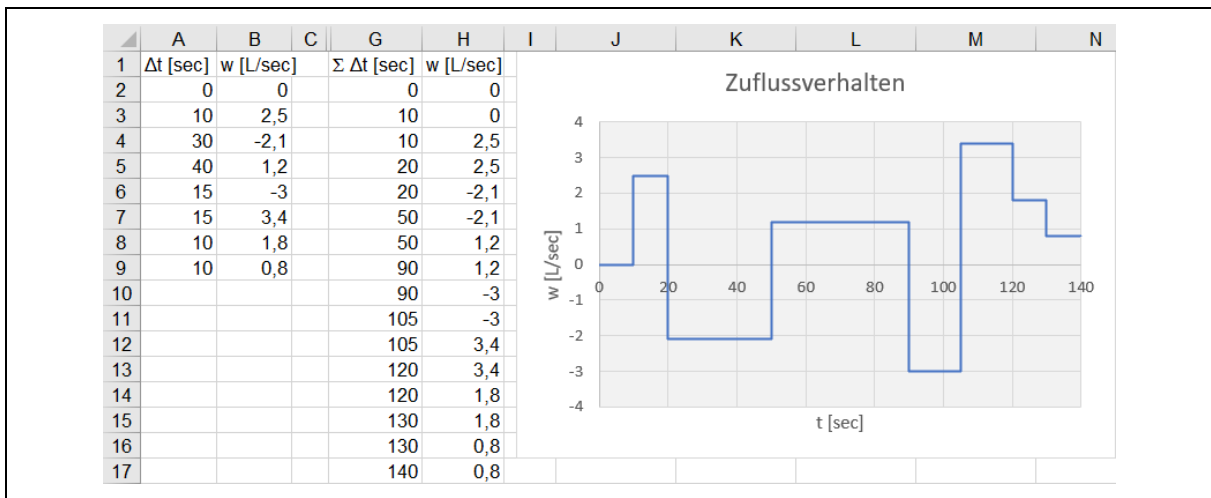 A B C G H I J K L M N
1 Δt [sec] w [L/sec] Σ Δt [sec] w [L/sec]
2 0 0 0 0
3 10 2,5 10 0
4 30 -2,1 10 2,5
5 40 1,2 20 2,5
6 15 -3 20 -2,1
7 15 3,4 50 -2,1
8 10 1,8 50 1,2
9 10 0,8 90 1,2
10 90 -3
11 105 -3
12 105 3,4
13 120 3,4
14 120 1,8
15 130 1,8
16 130 0,8
17 140 0,8
Zuflussverhalten
4
3
2
1
0
-1
-2
-3
-4
w [L/sec]
0 20 40 60 80 100 120 140
t [sec]